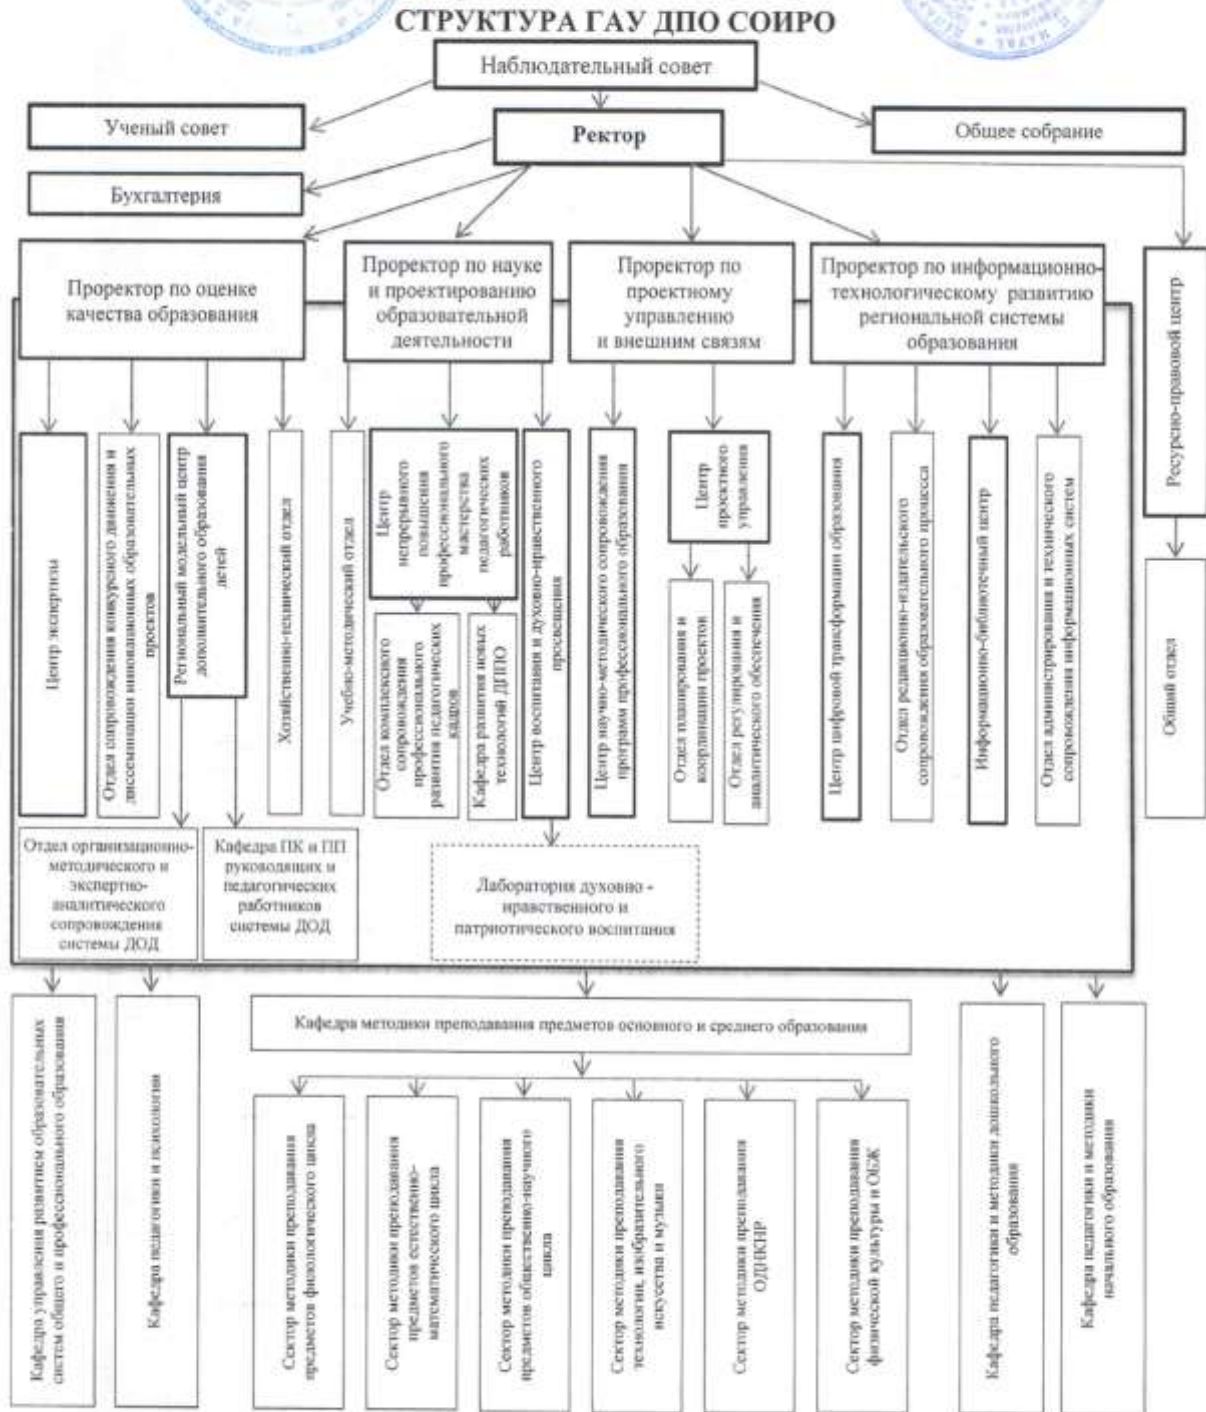 СТРУКТУРА ГАУ ДПО СОИРО
Наблюдательный совет
Ученый совет
Ректор
Общее собрание
Бухгалтерия
Проректор по оценке
качества образования
Проректор по науке
и проектированию
образовательной
деятельности
Проректор по
проектному
управлению
и внешним связям
Проректор по информационно-
технологическому развитию
региональной системы
образования
Ресурсно-правовой центр
Центр экспертизы
Отдел сопровождения конкурсного движения и
диссеминации инновационных образовательных
проектов
Региональный модельный центр
дополнительного образования
детей
Хозяйственно-технический отдел
Учебно-методический отдел
Центр
непрерывного
повышения
профессионального
мастерства
педагогических
работников
Отдел комплексного
сопровождения
профессионального
развития педагогических
кадров
Кафедра развития новых
технологий ДППО
Центр воспитания и духовно-нравственного
просвещения
Центр научно-методического сопровождения
программ профессионального образования
Центр
проектного
управления
Отдел планирования и
координации проектов
Отдел регулирования и
аналитического обеспечения
Центр цифровой трансформации образования
Отдел редакционно-издательского
сопровождения образовательного процесса
Информационно-библиотечный центр
Отдел администрирования и технического
сопровождения информационных систем
Общий отдел
Отдел организационно-
методического и
экспертно-
аналитического
сопровождения
системы ДОД
Кафедра ПК и ПП
руководящих и
педагогических
работников
системы ДОД
Лаборатория духовно -
нравственного и
патриотического воспитания
Кафедра управления развитием образовательных
систем общего и профессионального образования
Кафедра педагогики и психологии
Кафедра методики преподавания предметов основного и среднего образования
Сектор методики преподавания
предметов филологического цикла
Сектор методики преподавания
предметов естественно-
математического цикла
Сектор методики преподавания
предметов общественно-научного
цикла
Сектор методики преподавания
технологии, изобразительного
искусства и музыки
Сектор методики преподавания
ОДНКНР
Сектор методики преподавания
физической культуры и ОБЖ
Кафедра педагогики и методики дошкольного
образования
Кафедра педагогики и методики
начального образования